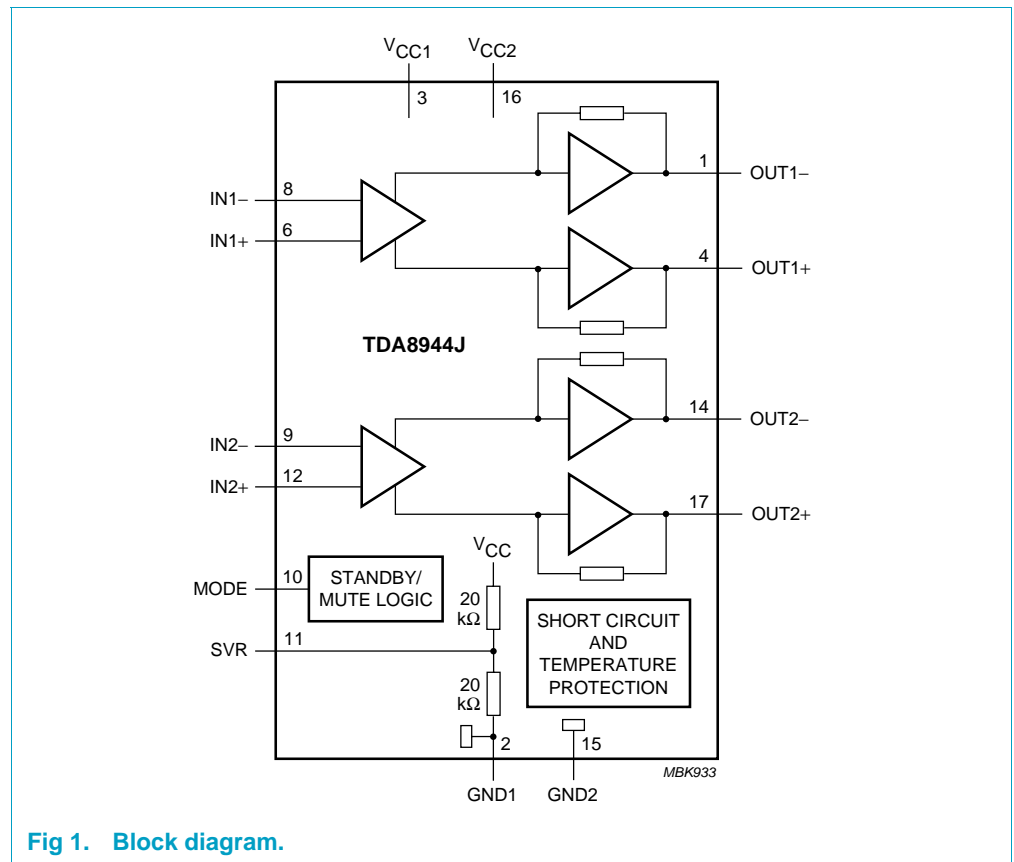 VCC1
VCC2
3
16
1
OUT1−
IN1−
8
IN1+
6
4
OUT1+
TDA8944J
14
OUT2−
IN2−
9
IN2+
12
17
OUT2+
VCC
MODE
10
STANDBY/
MUTE LOGIC
20
kΩ
SHORT CIRCUIT
AND
TEMPERATURE
PROTECTION
SVR
11
20
kΩ
2
15
MBK933
GND1
GND2
Fig 1. Block diagram.